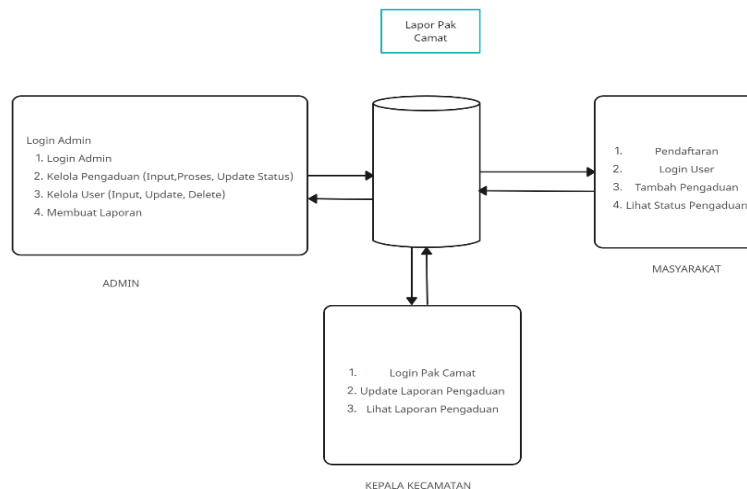 Lapor Pak
Camat
Login Admin
1. Login Admin
2. Kelola Pengaduan (Input,Proses, Update Status)
3. Kelola User (Input, Update, Delete)
4. Membuat Laporan
ADMIN
1. Pendaftaran
2. Login User
3. Tambah Pengaduan
4. Lihat Status Pengaduan
MASYARAKAT
1. Login Pak Camat
2. Update Laporan Pengaduan
3. Lihat Laporan Pengaduan
KEPALA KECAMATAN